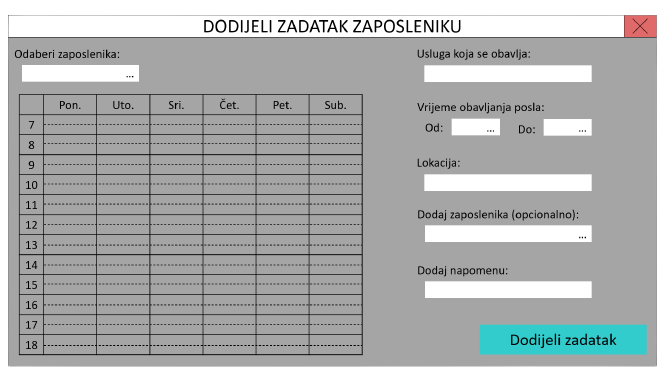 DODIJELI ZADATAK ZAPOSLENIKU
Odaberi zaposlenika:
...
Pon. Uto. Sri. Čet. Pet. Sub.
7
8
9
10
11
12
13
14
15
16
17
18
Usluga koja se obavlja:
Vrijeme obavljanja posla:
Od: ... Do: ...
Lokacija:
Dodaj zaposlenika (opcionalno):
...
Dodaj napomenu:
Dodijeli zadatak